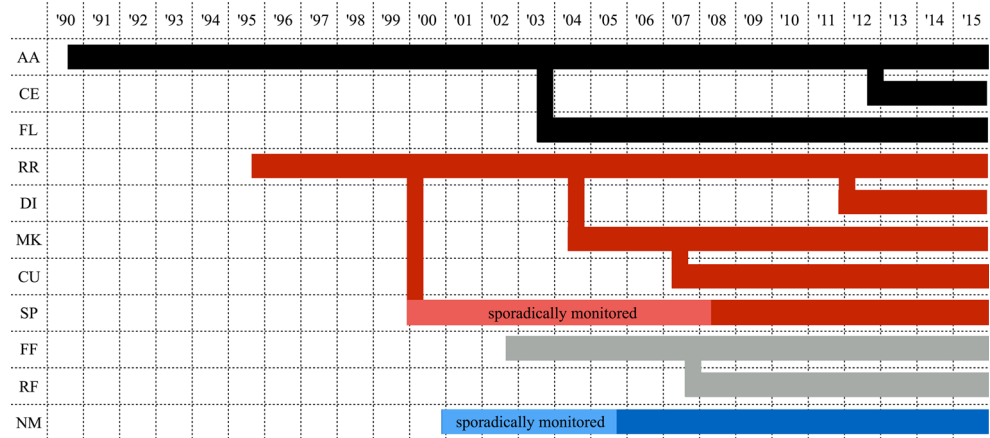 '90 '91 '92 '93 '94 '95 '96 '97 '98 '99 '00 '01 '02 '03 '04 '05 '06 '07 '08 '09 '10 '11 '12 '13 '14 '15
AA
CE
FL
RR
DI
MK
CU
SP sporadically monitored
FF
RF
NM sporadically monitored